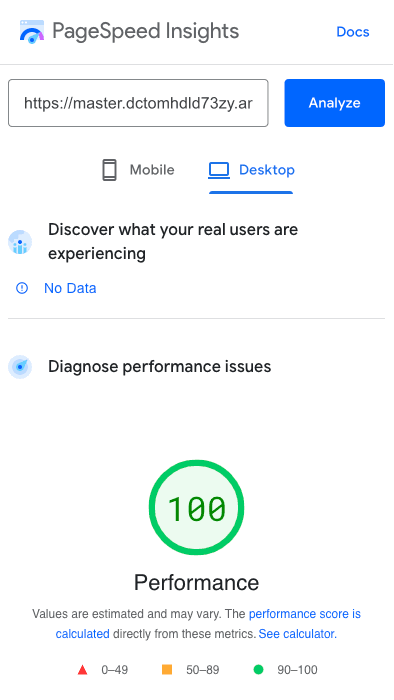 PageSpeed Insights
Docs
https://master.dctomhdld73zy.ar
Analyze
Mobile
Desktop
Discover what your real users are
experiencing
No Data
Diagnose performance issues
100
Performance
Values are estimated and may vary. The performance score is
calculated directly from these metrics. See calculator.
0–49
50–89
90–100